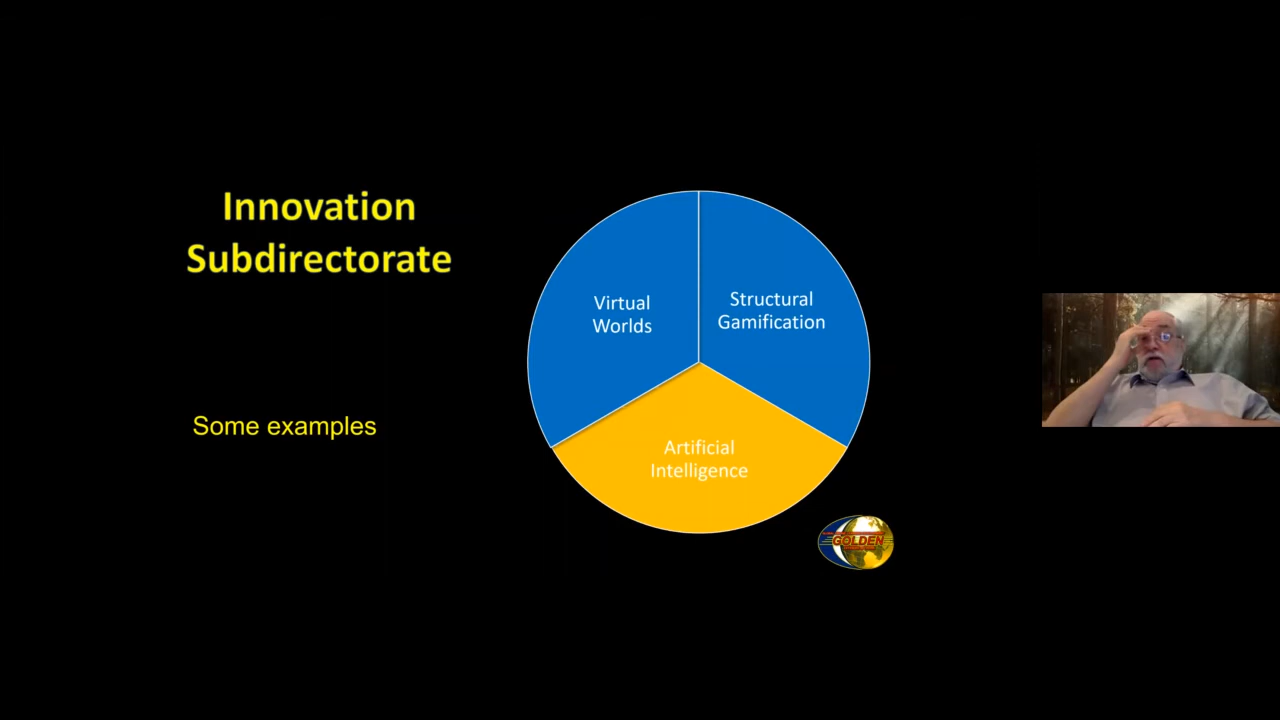 Innovation
Subdirectorate
Virtual
Worlds
Structural
Gamification
Some examples
Artificial
Intelligence
GOLDEN